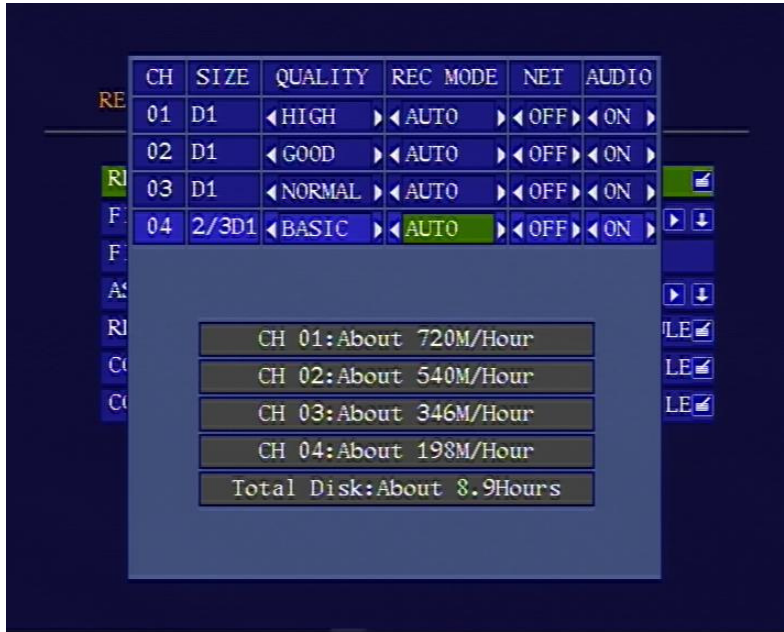 CH SIZE QUALITY REC MODE NET AUDIO
01 D1 HIGH AUTO OFF ON
02 D1 GOOD AUTO OFF ON
03 D1 NORMAL AUTO OFF ON
04 2/3D1 BASIC AUTO OFF ON
CH 01:About 720M/Hour
CH 02:About 540M/Hour
CH 03:About 346M/Hour
CH 04:About 198M/Hour
Total Disk:About 8.9Hours